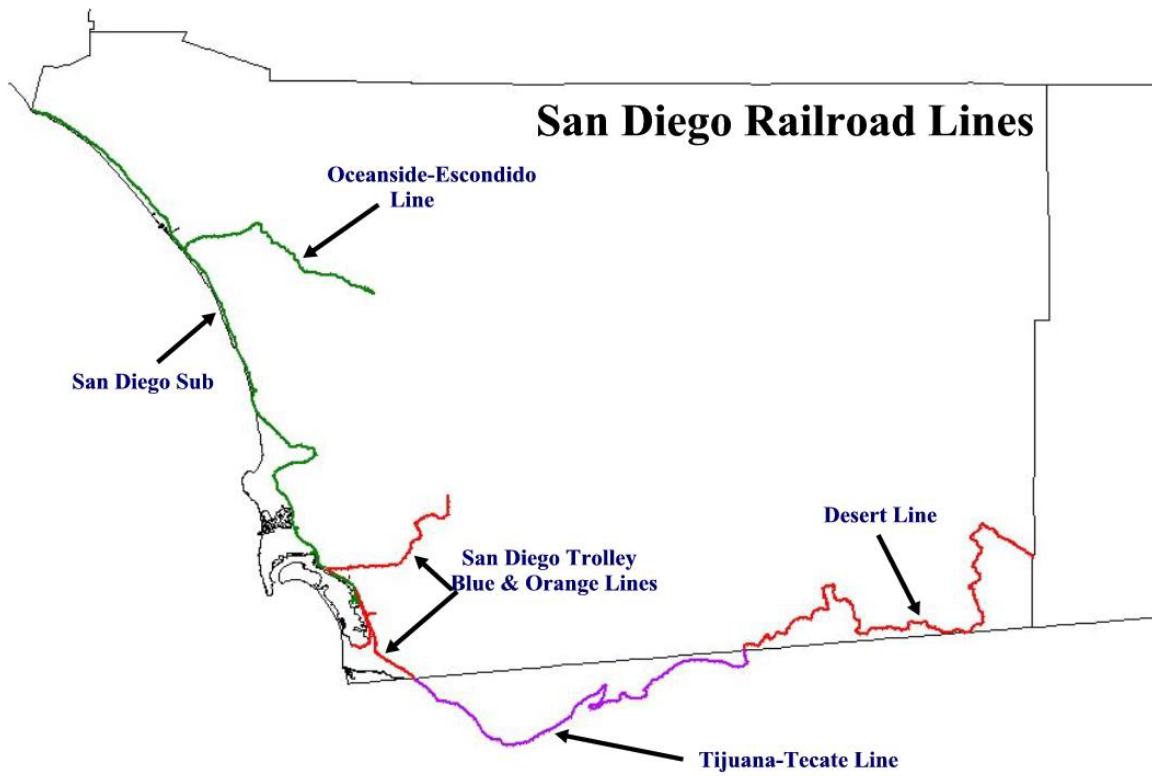 San Diego Railroad Lines
Oceanside-Escondido
Line
San Diego Sub
Desert Line
San Diego Trolley
Blue & Orange Lines
Tijuana-Tecate Line